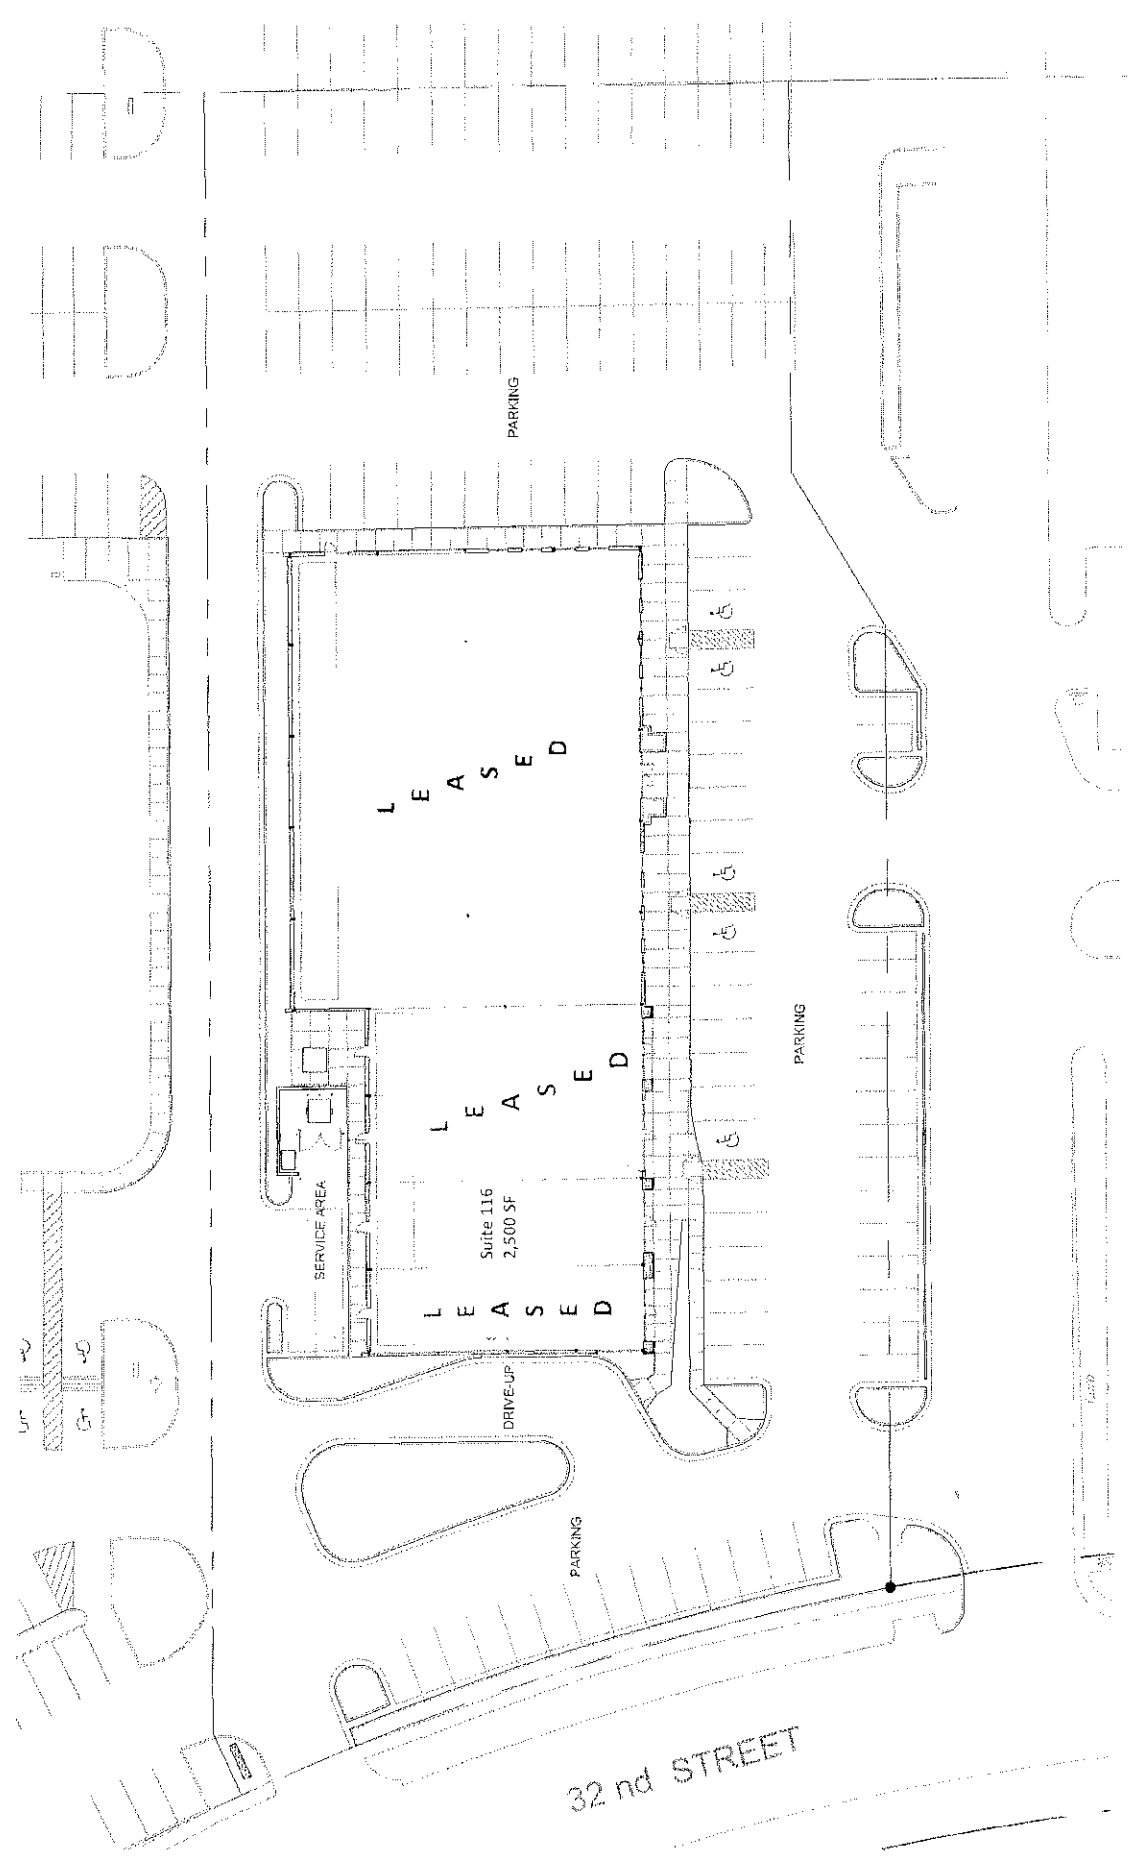 PARKING
LEASED
LEASED
PARKING
Suite 116
2,500 SF
SERVICE AREA
LEASED
DRIVE-UP
PARKING
32 nd STREET